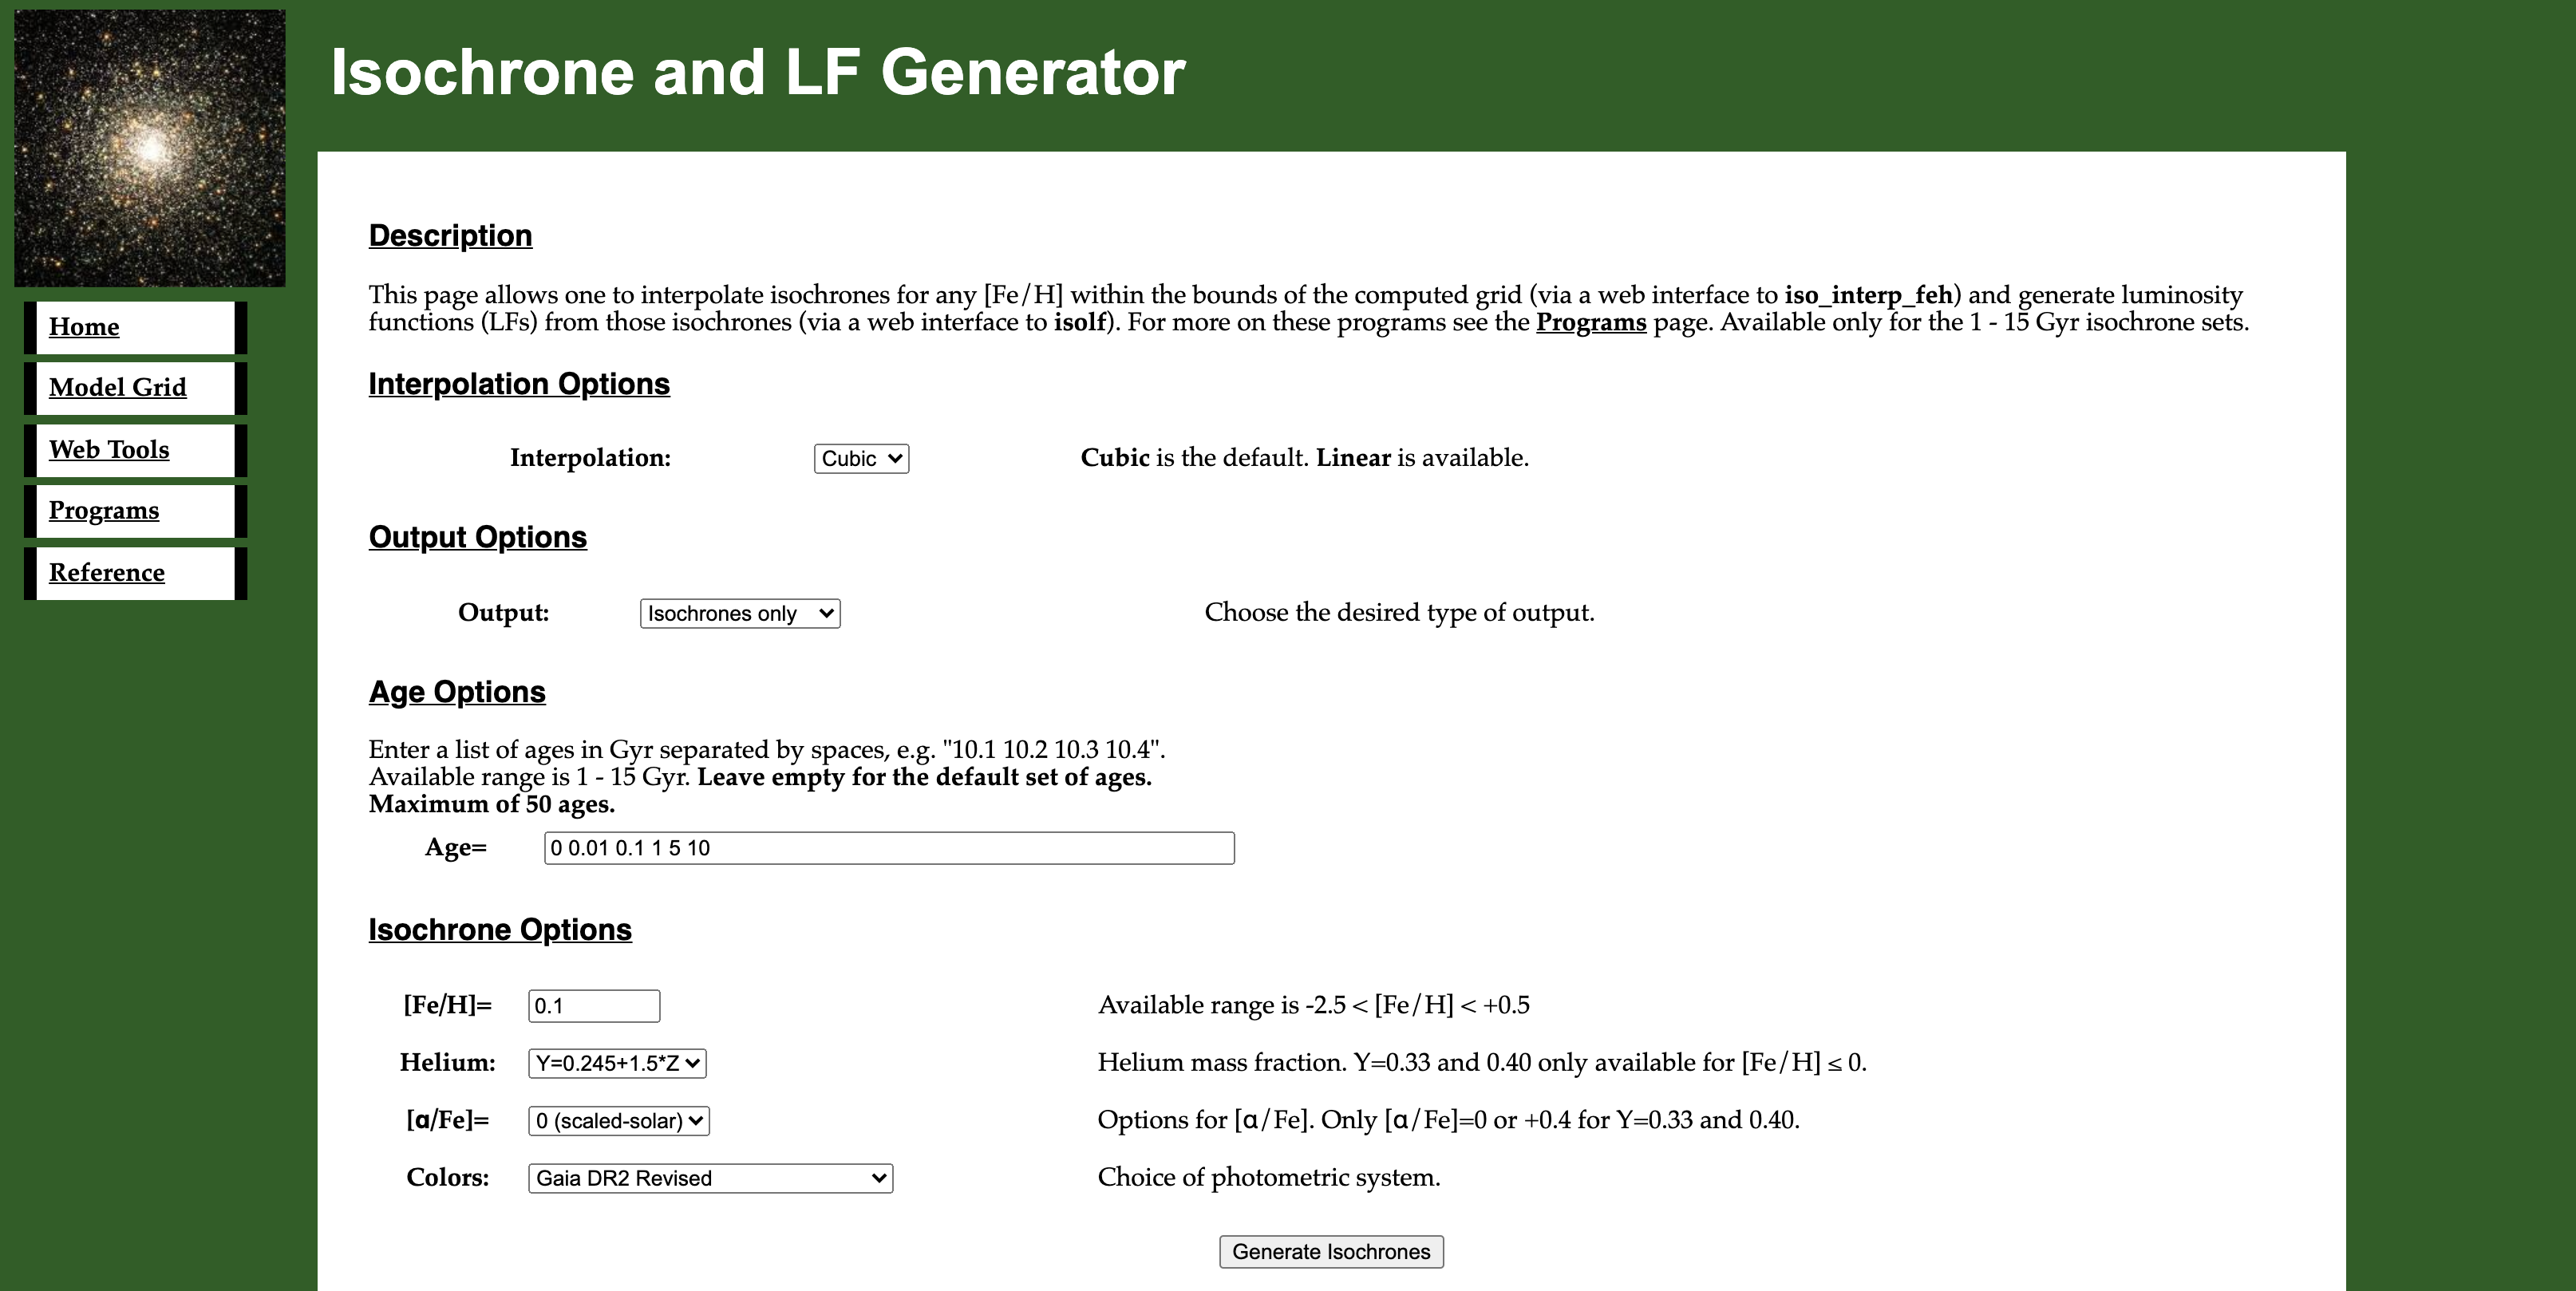 Isochrone and LF Generator
Home
Model Grid
Web Tools
Programs
Reference
Description
This page allows one to interpolate isochrones for any [Fe/H] within the bounds of the computed grid (via a web interface to iso_interp_feh) and generate luminosity
functions (LFs) from those isochrones (via a web interface to isolf). For more on these programs see the Programs page. Available only for the 1 - 15 Gyr isochrone sets.
Interpolation Options
Interpolation: Cubic Cubic is the default. Linear is available.
Output Options
Output: Isochrones only Choose the desired type of output.
Age Options
Enter a list of ages in Gyr separated by spaces, e.g. "10.1 10.2 10.3 10.4".
Available range is 1 - 15 Gyr. Leave empty for the default set of ages.
Maximum of 50 ages.
Age= 0 0.01 0.1 1 5 10
Isochrone Options
[Fe/H]= 0.1 Available range is -2.5 < [Fe/H] < +0.5
Helium: Y=0.245+1.5*Z Helium mass fraction. Y=0.33 and 0.40 only available for [Fe/H] ≤ 0.
[α/Fe]= 0 (scaled-solar) Options for [α/Fe]. Only [α/Fe]=0 or +0.4 for Y=0.33 and 0.40.
Colors: Gaia DR2 Revised Choice of photometric system.
Generate Isochrones